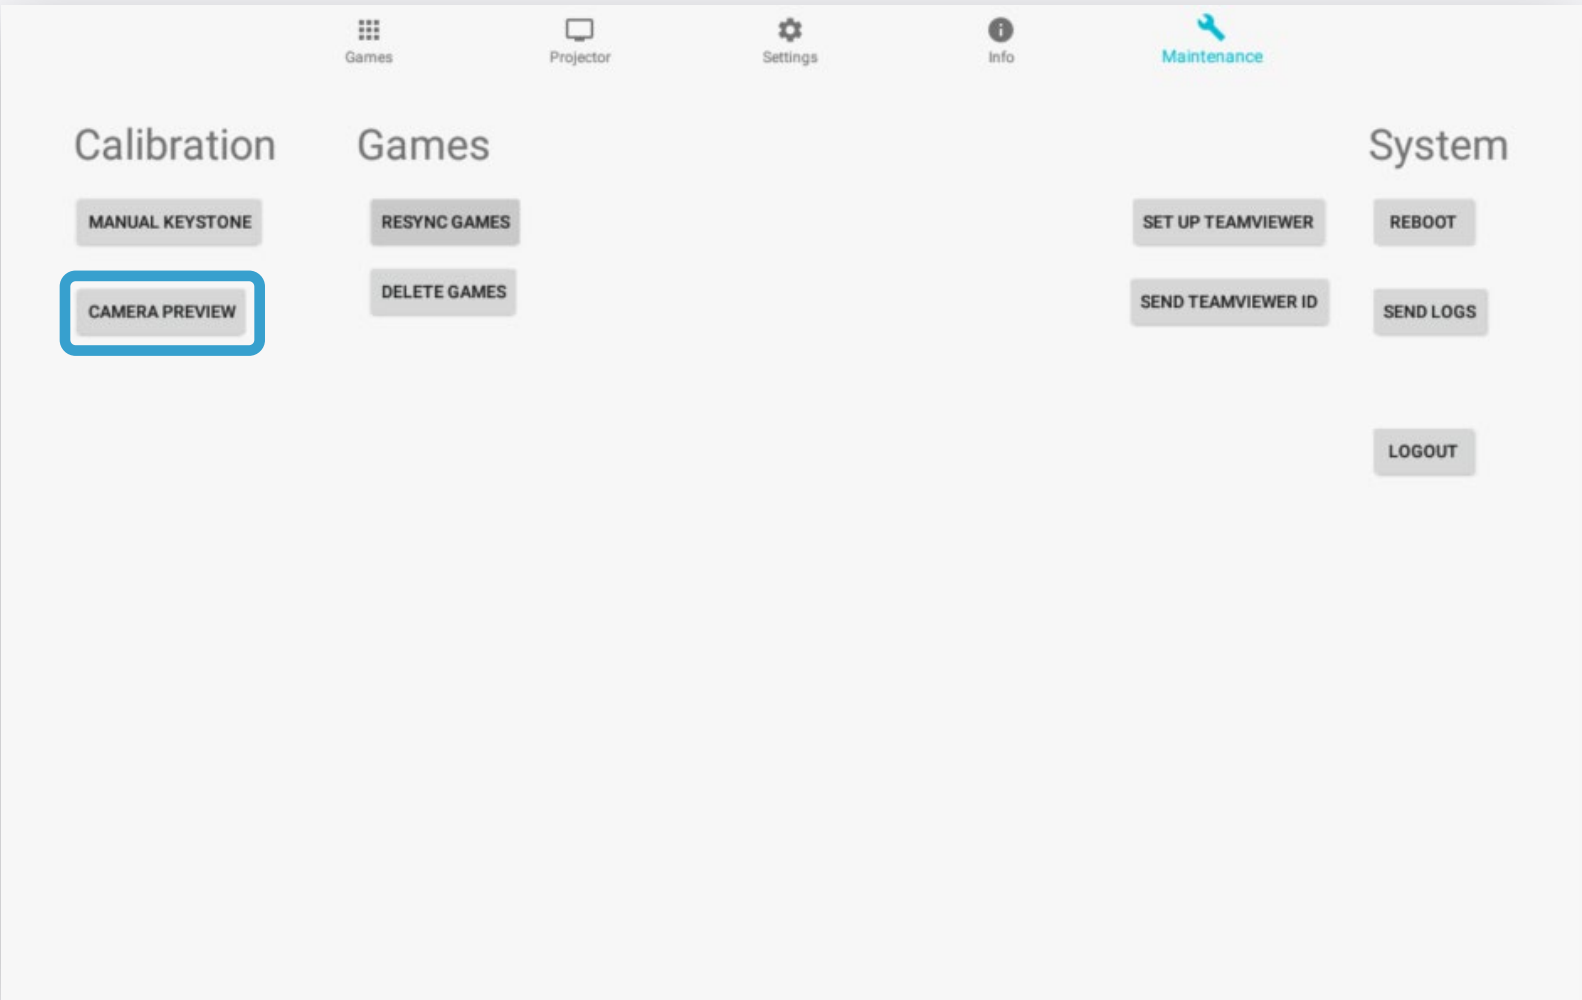 Games
Projector
Settings
Info
Maintenance
Calibration
Games
System
MANUAL KEYSTONE
RESYNC GAMES
SET UP TEAMVIEWER
REBOOT
CAMERA PREVIEW
DELETE GAMES
SEND TEAMVIEWER ID
SEND LOGS
LOGOUT